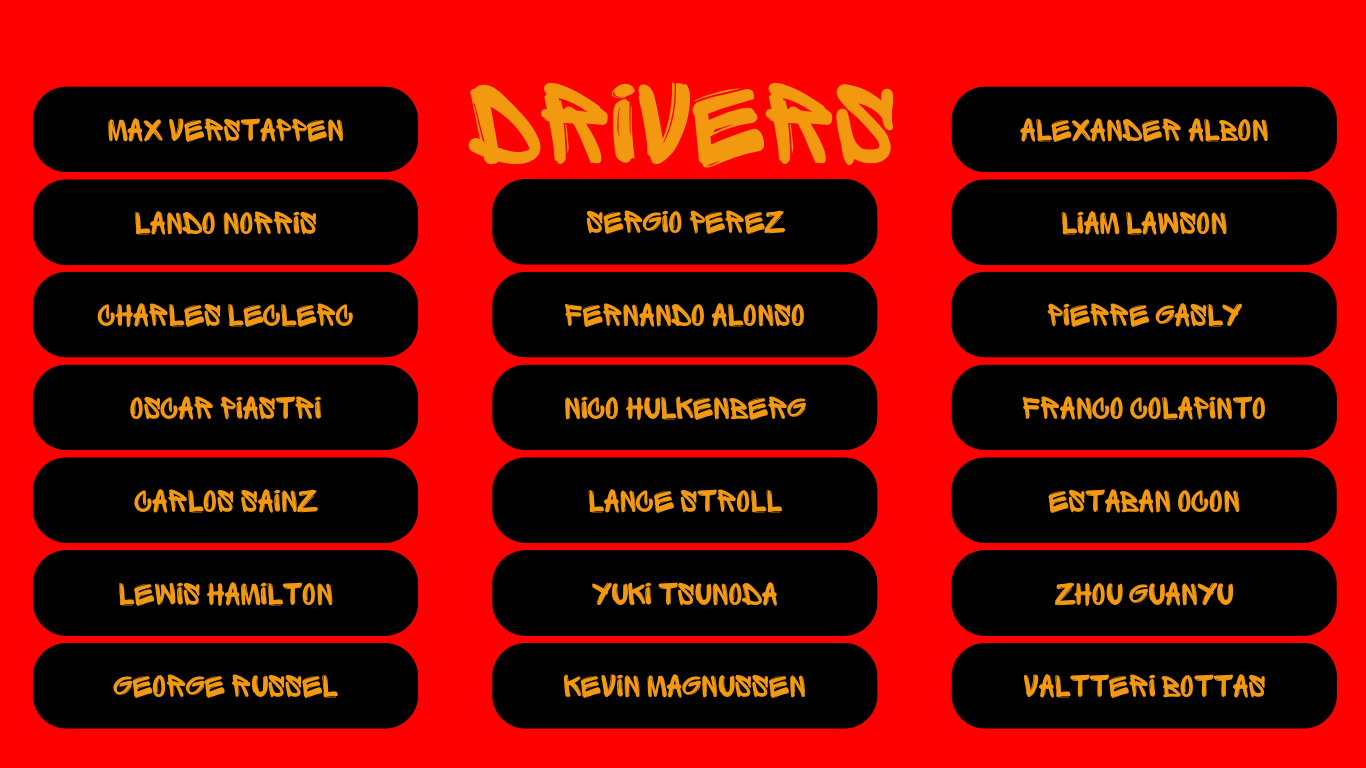 DRIVERS
MAX VERSTAPPEN
LANDO NORRIS
CHARLES LECLERC
OSCAR PIASTRI
CARLOS SAINZ
LEWIS HAMILTON
GEORGE RUSSEL
SERGIO PEREZ
FERNANDO ALONSO
NICO HULKENBERG
LANCE STROLL
YUKI TSUNODA
KEVIN MAGNUSSEN
ALEXANDER ALBON
LIAM LAWSON
PIERRE GASLY
FRANCO COLAPINTO
ESTABAN OCON
ZHOU GUANYU
VALTTERI BOTTAS